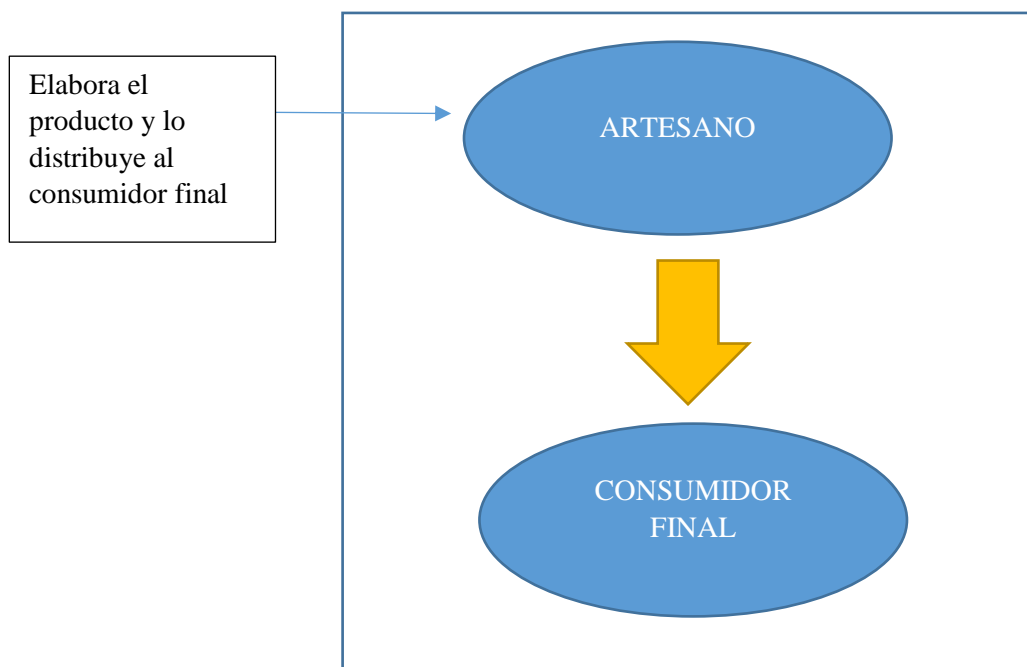 Elabora el
producto y lo
distribuye al
consumidor final
ARTESANO
CONSUMIDOR
FINAL